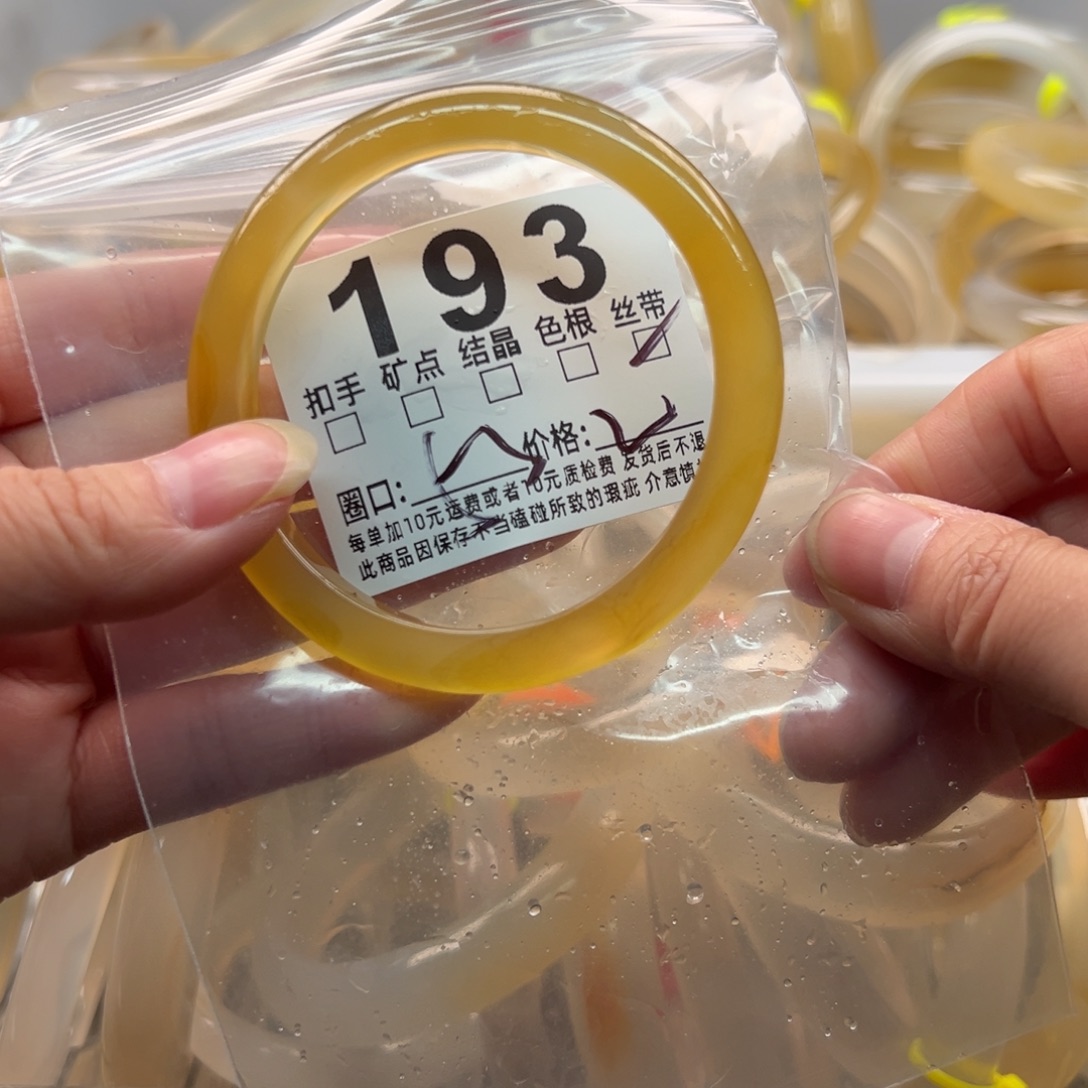 193
扣手 矿点 结晶 色根 丝带
圈口: 价格:
每单加10元运费或者10元质检费 发货后不退
此商品因保存不当磕碰所致的瑕疵 介意慎